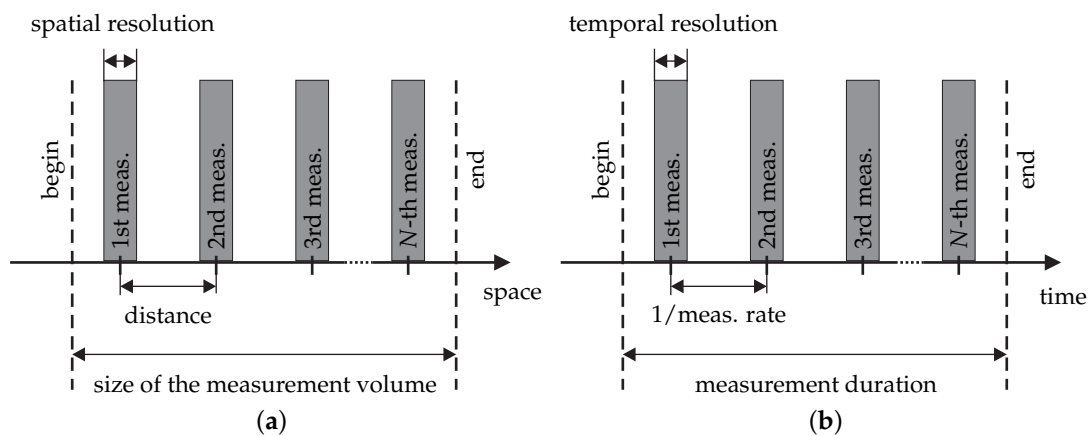 spatial resolution
begin
1st meas.
2nd meas.
3rd meas.
N-th meas.
end
space
distance
size of the measurement volume
(a)
temporal resolution
begin
1st meas.
2nd meas.
3rd meas.
N-th meas.
end
time
1/meas. rate
measurement duration
(b)